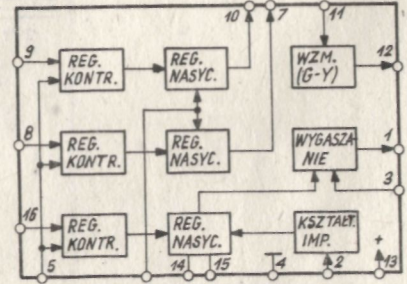 10 7 11
9
REG.
KONTR.
REG.
NASYC.
WZM.
(G-Y)
12
8
REG.
KONTR.
REG.
NASYC.
WYGASZA-
NIE
1
3
16
REG.
KONTR.
REG.
NASYC.
KSZTAŁT.
IMP.
+
5 14 15 4 2 13